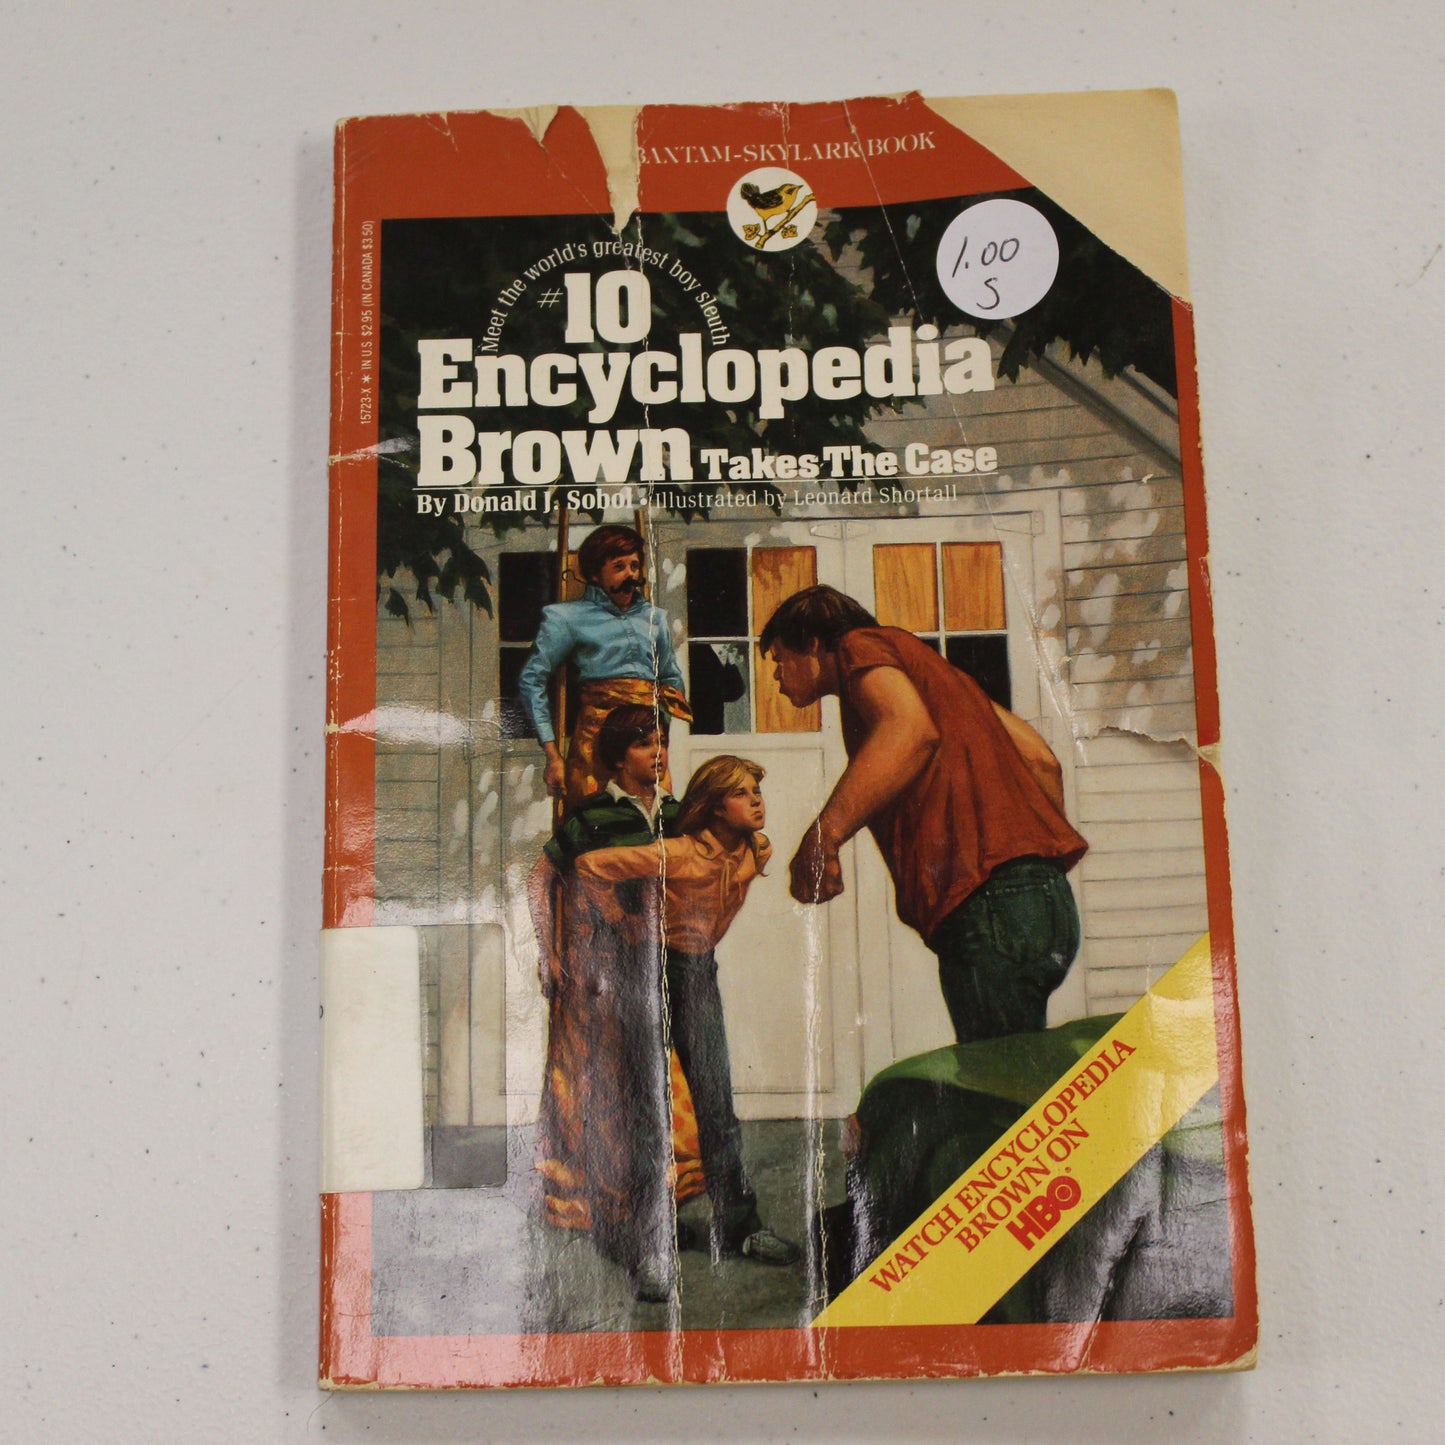 BANTAM-SKYLARK BOOK
1.00
S
15723-X ★ IN U.S. $2.95 (IN CANADA $3.50)
Meet the world's greatest boy sleuth
#10
Encyclopedia
Brown Takes The Case
By Donald J. Sobol • Illustrated by Leonard Shortall
WATCH ENCYCLOPEDIA
BROWN ON
HBO®